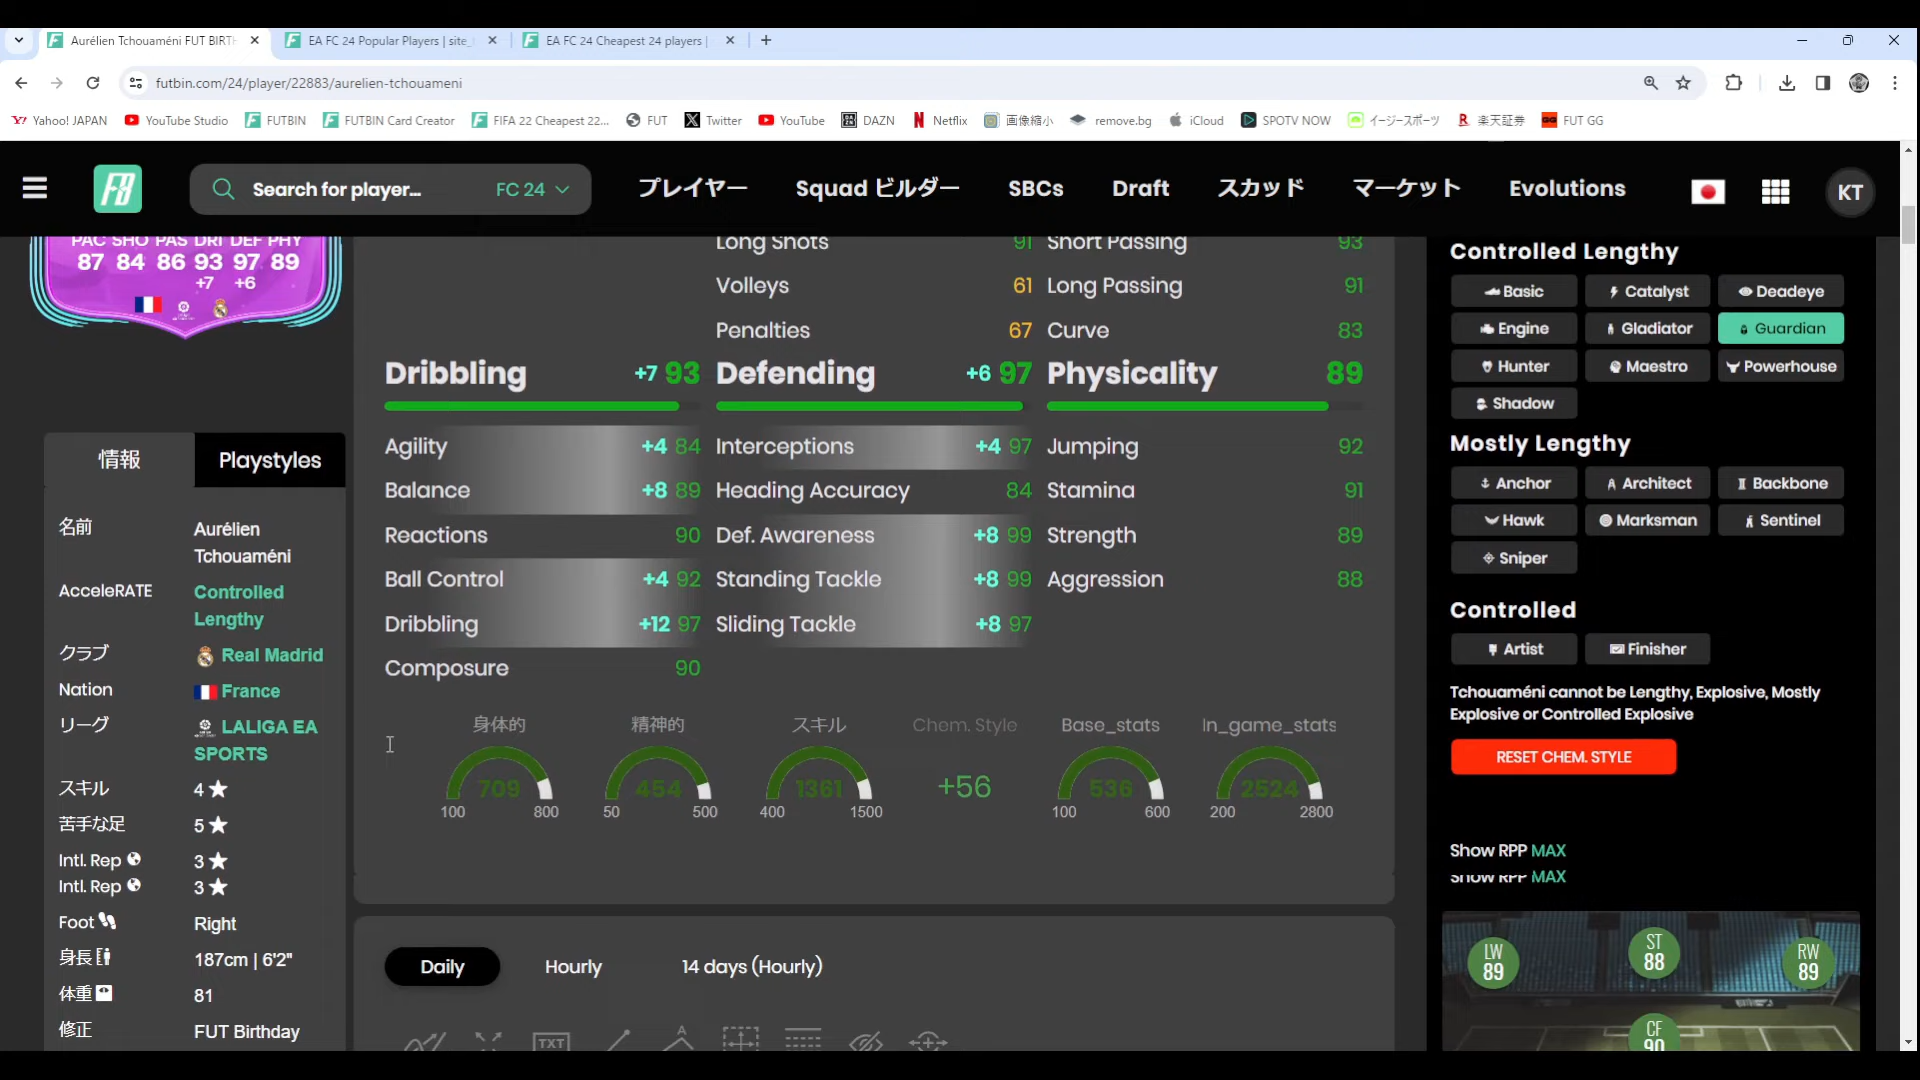 Aurélien Tchouaméni FUT BIRT
EA FC 24 Popular Players | site_
EA FC 24 Cheapest 24 players |
futbin.com/24/player/22883/aurelien-tchouameni
Yahoo! JAPAN
YouTube Studio
FUTBIN
FUTBIN Card Creator
FIFA 22 Cheapest 22...
FUT
Twitter
YouTube
DAZN
Netflix
画像縮小
remove.bg
iCloud
SPOTV NOW
イージースポーツ
楽天証券
FUT GG
Search for player...
FC 24
プレイヤー
Squad ビルダー
SBCs
Draft
スカッド
マーケット
Evolutions
KT
PAC SHO PAS DRI DEF PHY
87 84 86 93 97 89
+7 +6
情報
Playstyles
名前 Aurélien Tchouaméni
AcceleRATE Controlled Lengthy
クラブ Real Madrid
Nation France
リーグ LALIGA EA SPORTS
スキル 4
苦手な足 5
Intl. Rep 3
Intl. Rep 3
Foot Right
身長 187cm | 6'2"
体重 81
修正 FUT Birthday
Long Shots 91
Volleys 61
Penalties 67
Short Passing 93
Long Passing 91
Curve 83
Dribbling +7 93
Agility +4 84
Balance +8 89
Reactions 90
Ball Control +4 92
Dribbling +12 97
Composure 90
Defending +6 97
Interceptions +4 97
Heading Accuracy 84
Def. Awareness +8 99
Standing Tackle +8 99
Sliding Tackle +8 97
Physicality 89
Jumping 92
Stamina 91
Strength 89
Aggression 88
身体的
709
100 800
精神的
454
50 500
スキル
1361
400 1500
Chem. Style
+56
Base_stats
536
100 600
In_game_stats
2524
200 2800
Daily
Hourly
14 days (Hourly)
TXT
Controlled Lengthy
Basic
Catalyst
Deadeye
Engine
Gladiator
Guardian
Hunter
Maestro
Powerhouse
Shadow
Mostly Lengthy
Anchor
Architect
Backbone
Hawk
Marksman
Sentinel
Sniper
Controlled
Artist
Finisher
Tchouaméni cannot be Lengthy, Explosive, Mostly
Explosive or Controlled Explosive
RESET CHEM. STYLE
Show RPP MAX
Show RPP MAX
LW
89
ST
88
RW
89
CF
90